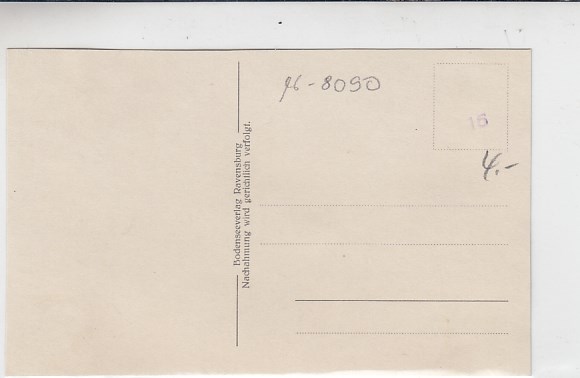 Bodenseeverlag Ravensburg
Nachahmung wird gerichtlich verfolgt.
-8090
16
4.-